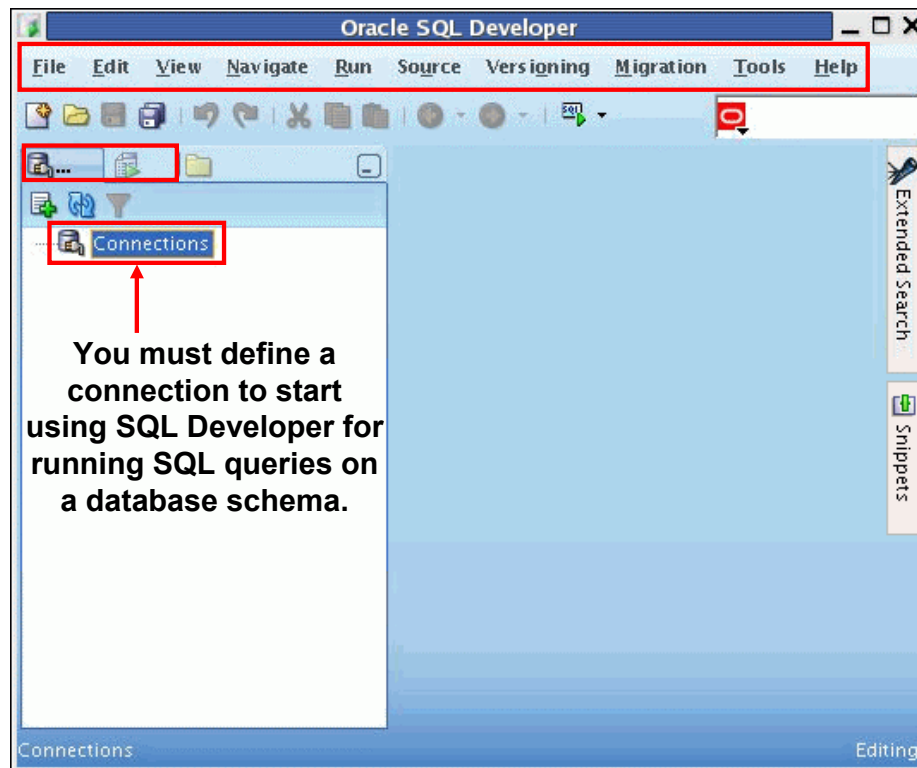 Oracle SQL Developer
File Edit View Navigate Run Source Versioning Migration Tools Help
SQL
...
Connections
You must define a
connection to start
using SQL Developer for
running SQL queries on
a database schema.
Extended Search
Snippets
Connections
Editing